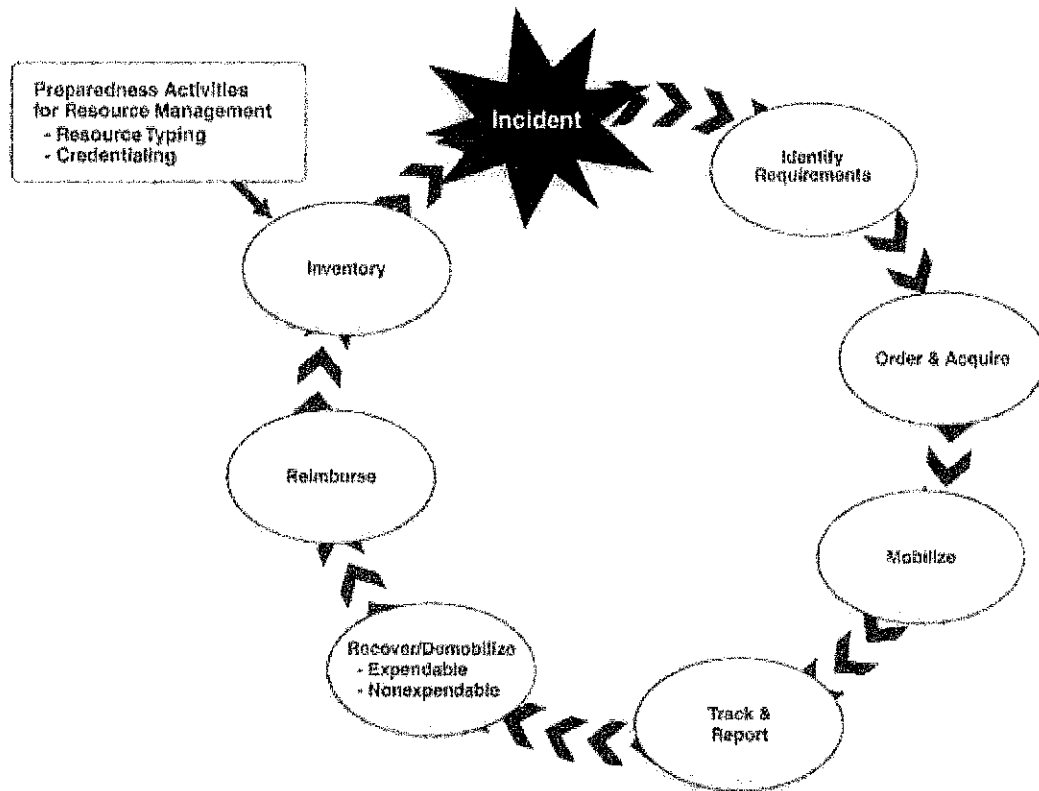 Preparedness Activities
for Resource Management
- Resource Typing
- Credentialing
Incident
Identify
Requirements
Order & Acquire
Mobilize
Track &
Report
Recover/Demobilize
- Expendable
- Nonexpendable
Reimburse
Inventory